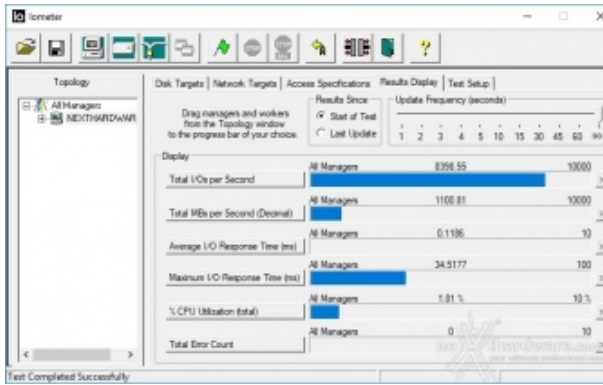 Iometer
Topology
All Managers
NEXTHARDWAR
Disk Targets
Network Targets
Access Specifications
Results Display
Test Setup
Drag managers and workers
from the Topology window
to the progress bar of your choice.
Results Since
Start of Test
Last Update
Update Frequency (seconds)
1 2 3 4 5 10 15 30 45 60
Display
All Managers 8398.55 10000
Total I/Os per Second
All Managers 1100.81 10000
Total MBs per Second (Decimal)
All Managers 0.1186 10
Average I/O Response Time (ms)
All Managers 34.5177 100
Maximum I/O Response Time (ms)
All Managers 1.81 % 10 %
% CPU Utilization (total)
All Managers 0 10
Total Error Count
Test Completed Successfully